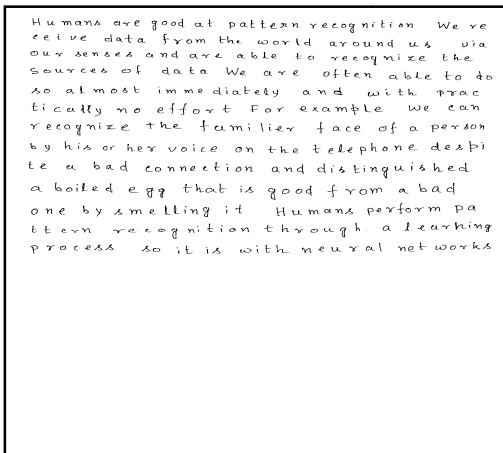 Humans are good at pattern recognition We re
ceive data from the world around us via
our senses and are able to recognize the
sources of data We are often able to do
so almost immediately and with prac
tically no effort For example we can
recognize the familier face of a person
by his or her voice on the telephone despi
te a bad connection and distinguished
a boiled egg that is good from a bad
one by smelling it Humans perform pa
ttern recognition through a learning
process so it is with neural networks